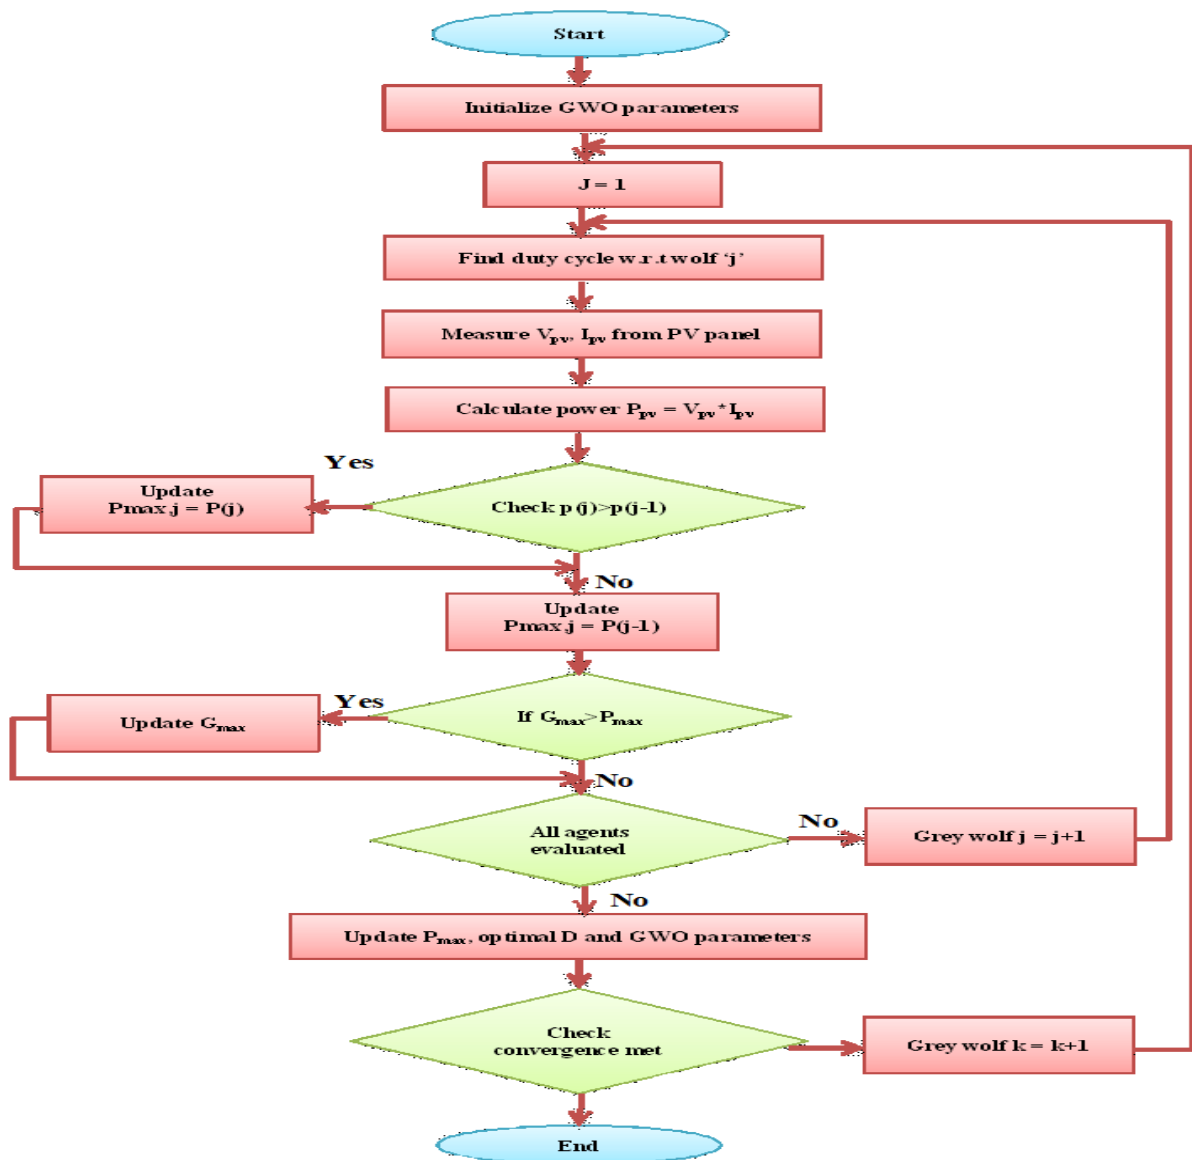 Start
Initialize GWO parameters
J = 1
Find duty cycle w.r.t wolf ‘j’
Measure Vpv, Ipv from PV panel
Calculate power Ppv = Vpv*Ipv
Yes
Update
Pmax,j = P(j)
Check p(j)>p(j-1)
No
Update
Pmax,j = P(j-1)
Yes
Update Gmax
If Gmax>Pmax
No
All agents
evaluated
No
Grey wolf j = j+1
No
Update Pmax, optimal D and GWO parameters
Check
convergence met
Grey wolf k = k+1
End